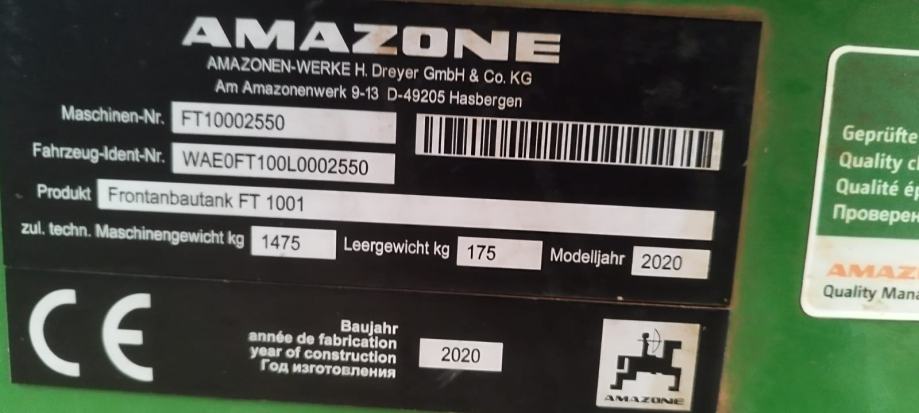 AMAZONE
AMAZONEN-WERKE H. Dreyer GmbH & Co. KG
Am Amazonenwerk 9-13 D-49205 Hasbergen
Maschinen-Nr. FT10002550
Fahrzeug-Ident-Nr. WAE0FT100L0002550
Produkt Frontanbautank FT 1001
zul. techn. Maschinengewicht kg 1475 Leergewicht kg 175 Modelljahr 2020
CE
Baujahr
année de fabrication
year of construction 2020
Год изготовления
AMAZONE
Geprüfte
Quality
Qualité
AMAZ
Quality